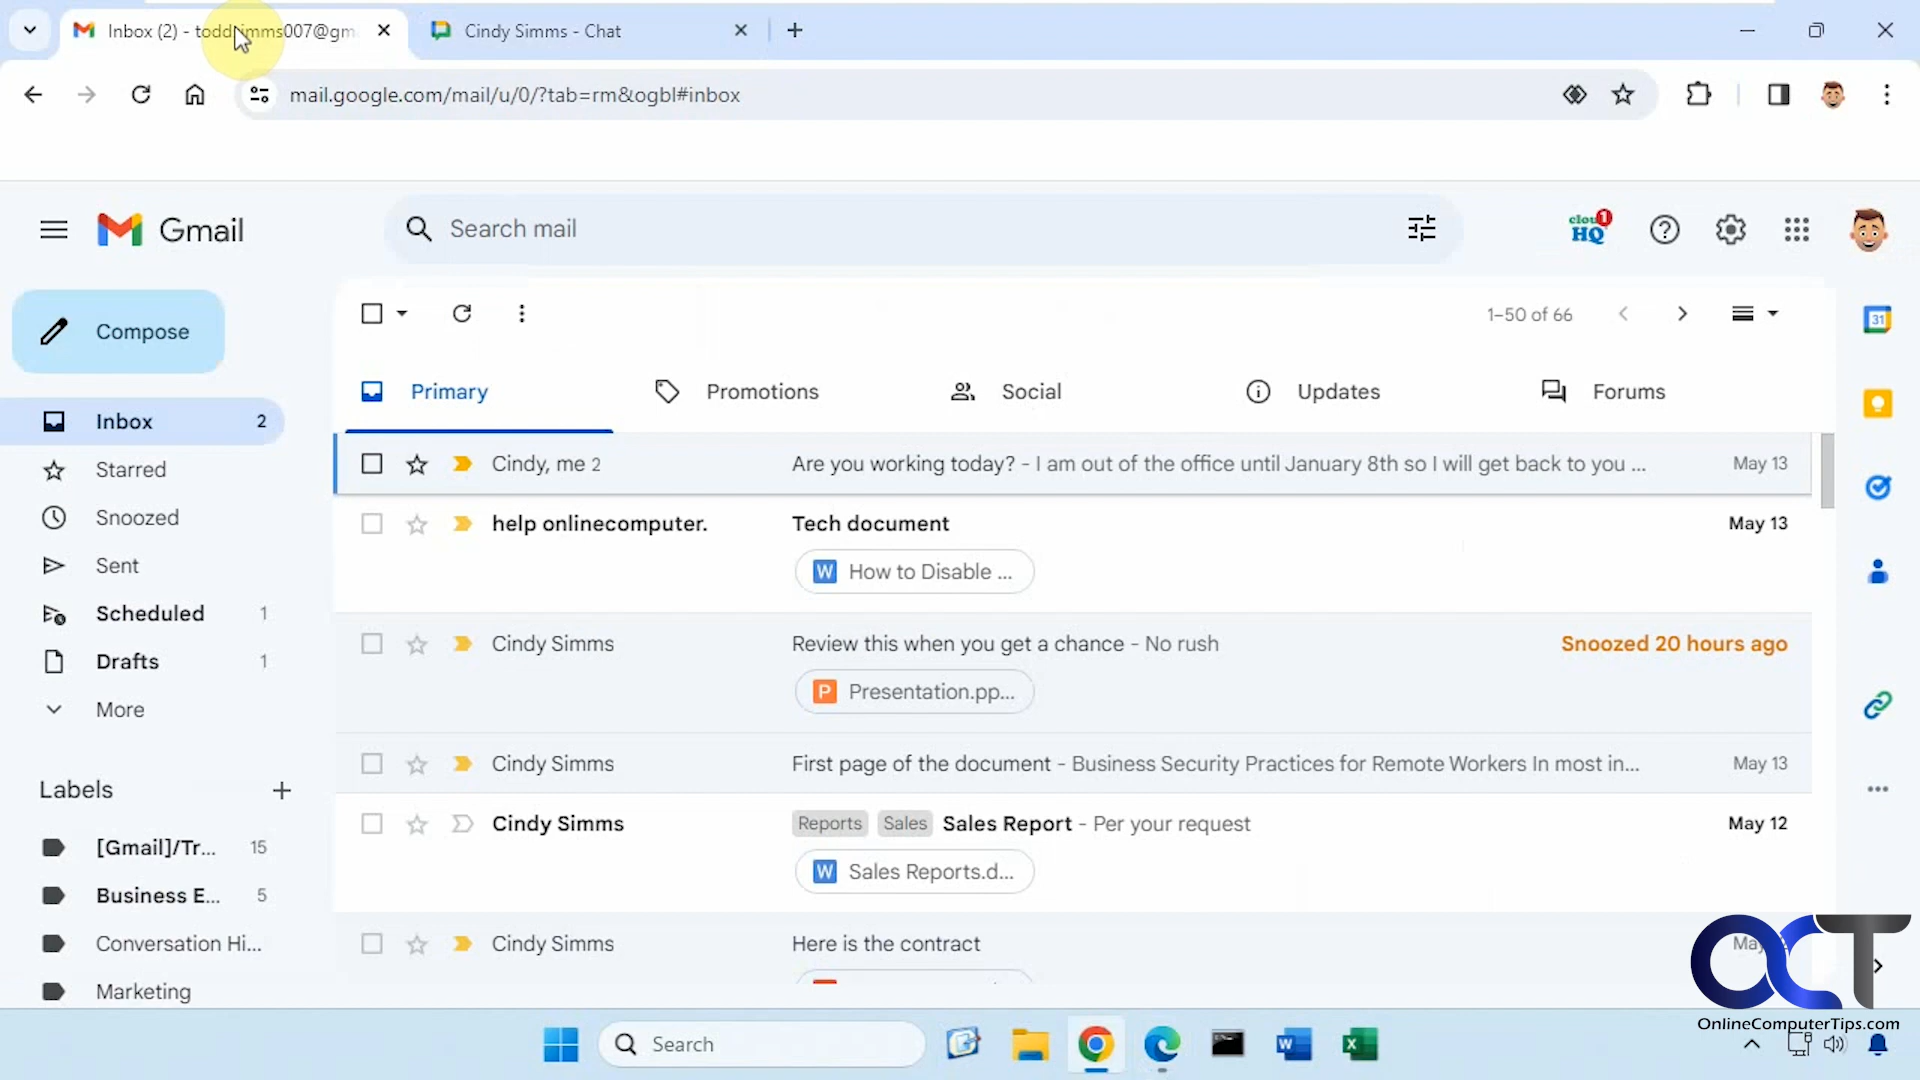 Inbox (2) - toddsimms007@gm
Cindy Simms - Chat
mail.google.com/mail/u/0/?tab=rm&ogbl#inbox
Gmail
Search mail
cloud
HQ
1
Compose
1–50 of 66
31
Primary
Promotions
Social
Updates
Forums
Inbox 2
Starred
Snoozed
Sent
Scheduled 1
Drafts 1
More
Labels
[Gmail]/Tr... 15
Business E... 5
Conversation Hi...
Marketing
Cindy, me 2 Are you working today? - I am out of the office until January 8th so I will get back to you ... May 13
help onlinecomputer. Tech document May 13
W How to Disable ...
Cindy Simms Review this when you get a chance - No rush Snoozed 20 hours ago
P Presentation.pp...
Cindy Simms First page of the document - Business Security Practices for Remote Workers In most in... May 13
Cindy Simms Reports Sales Sales Report - Per your request May 12
W Sales Reports.d...
Cindy Simms Here is the contract May
OCT
OnlineComputerTips.com
Search